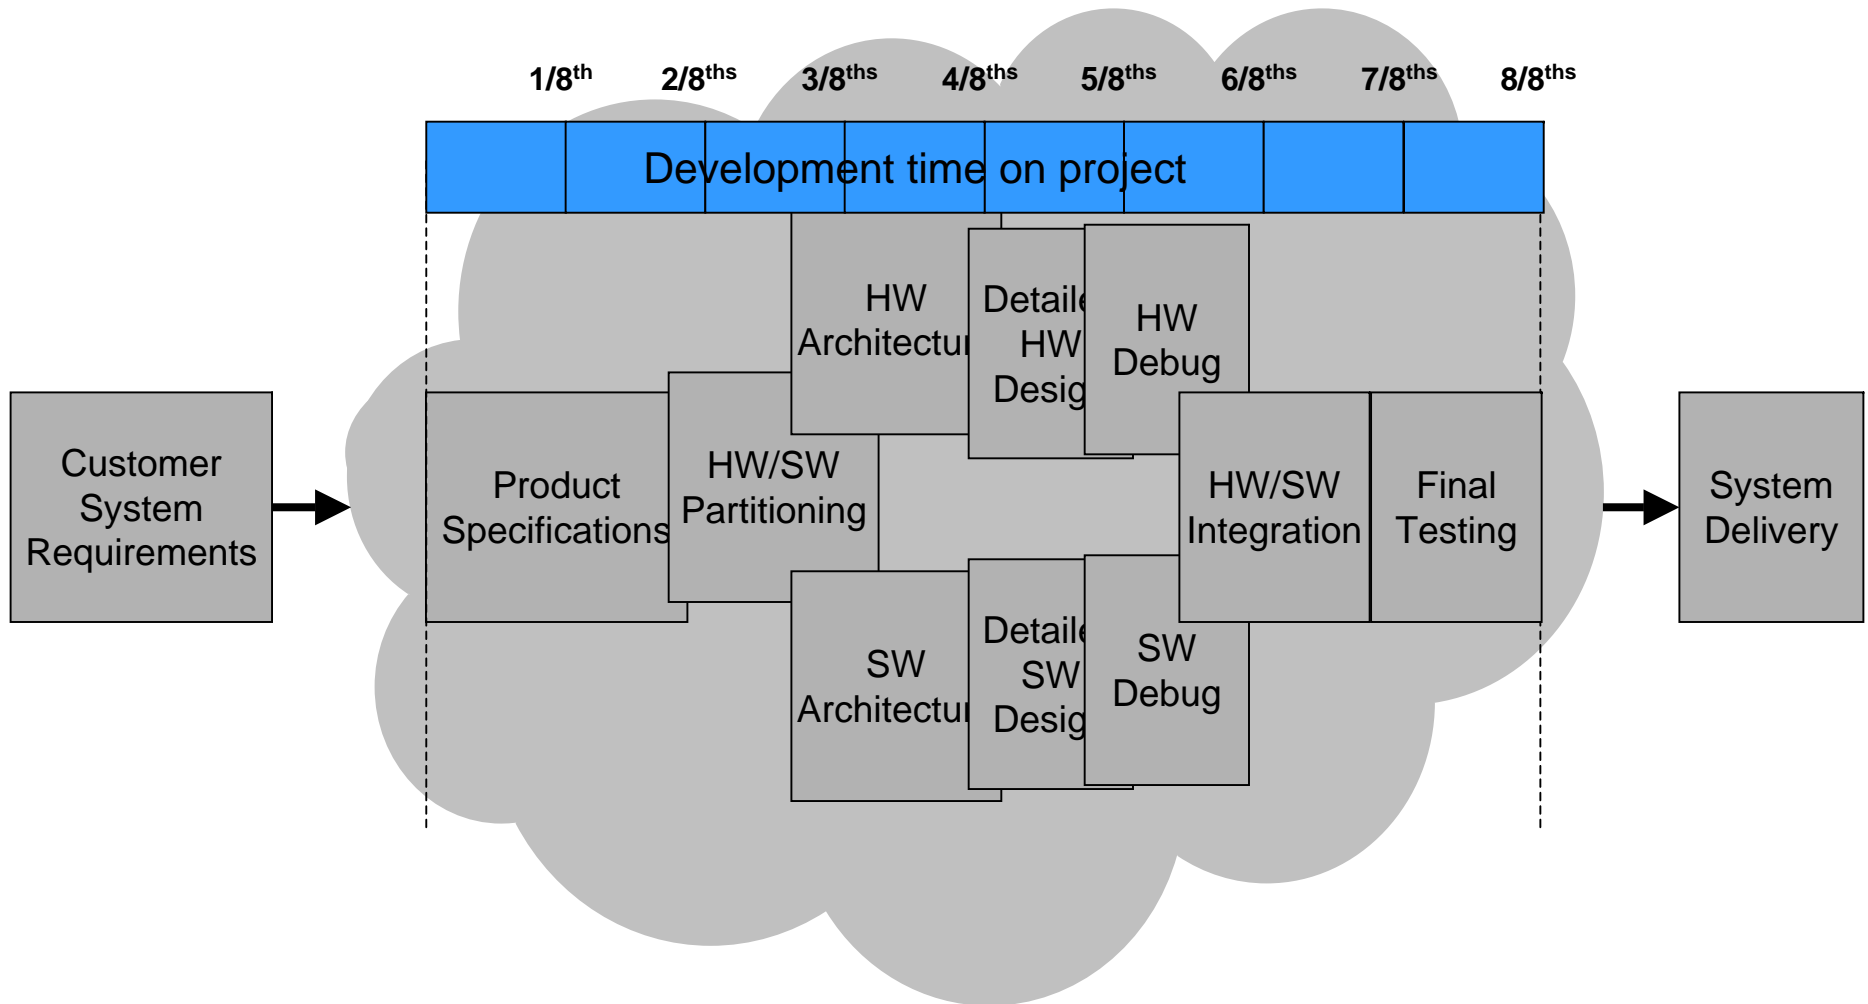 1/8th 2/8ths 3/8ths 4/8ths 5/8ths 6/8ths 7/8ths 8/8ths
Development time on project
Customer
System
Requirements
Product
Specifications
HW/SW
Partitioning
HW
Architectur
Detaile
HW
Desig
HW
Debug
SW
Architectur
Detaile
SW
Desig
SW
Debug
HW/SW
Integration
Final
Testing
System
Delivery